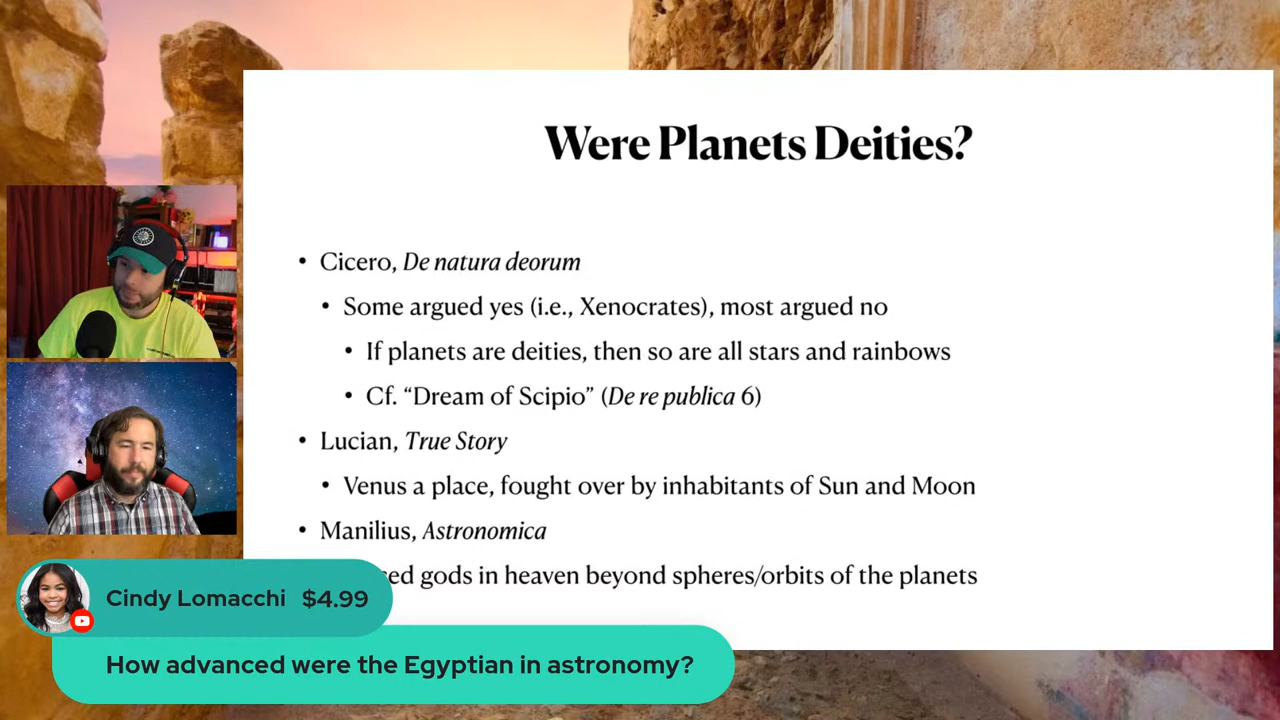 Were Planets Deities?
• Cicero, De natura deorum
• Some argued yes (i.e., Xenocrates), most argued no
• If planets are deities, then so are all stars and rainbows
• Cf. “Dream of Scipio” (De re publica 6)
• Lucian, True Story
• Venus a place, fought over by inhabitants of Sun and Moon
• Manilius, Astronomica
gods in heaven beyond spheres/orbits of the planets
Cindy Lomacchi $4.99
How advanced were the Egyptian in astronomy?